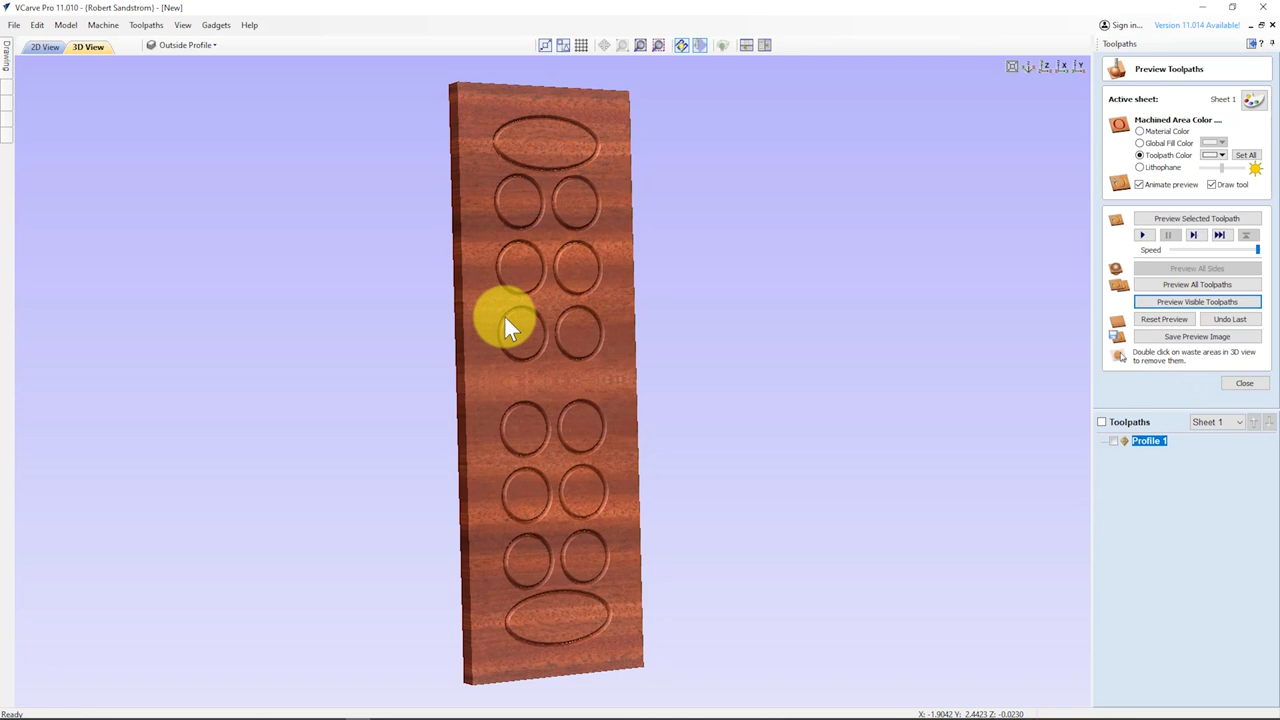 VCarve Pro 11.010 - {Robert Sandstrom} - [New]
File Edit Model Machine Toolpaths View Gadgets Help
Sign in... Version 11.014 Available!
Drawing
2D View 3D View Outside Profile
Toolpaths
Preview Toolpaths
Active sheet: Sheet 1
Machined Area Color ....
Material Color
Global Fill Color
Toolpath Color Set All
Lithophane
Animate preview Draw tool
Preview Selected Toolpath
Speed
Preview All Sides
Preview All Toolpaths
Preview Visible Toolpaths
Reset Preview Undo Last
Save Preview Image
Double click on waste areas in 3D view
to remove them.
Close
Toolpaths Sheet 1
Profile 1
Ready
X: -1.9042 Y: 2.4423 Z: -0.0230